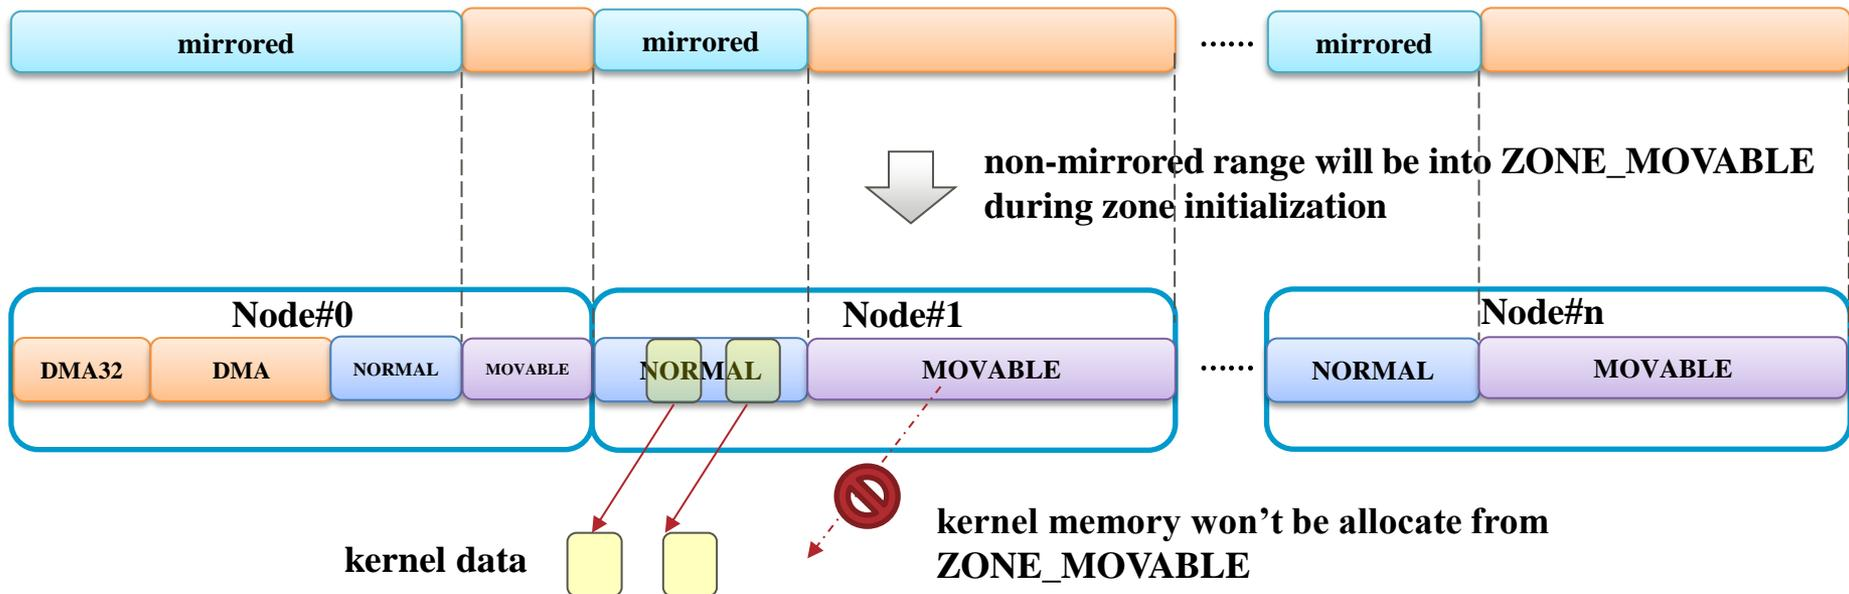 mirrored
mirrored
......
mirrored
non-mirrored range will be into ZONE_MOVABLE
during zone initialization
Node#0
Node#1
Node#n
DMA32
DMA
NORMAL
MOVABLE
NORMAL
MOVABLE
......
NORMAL
MOVABLE
kernel data
kernel memory won’t be allocate from
ZONE_MOVABLE